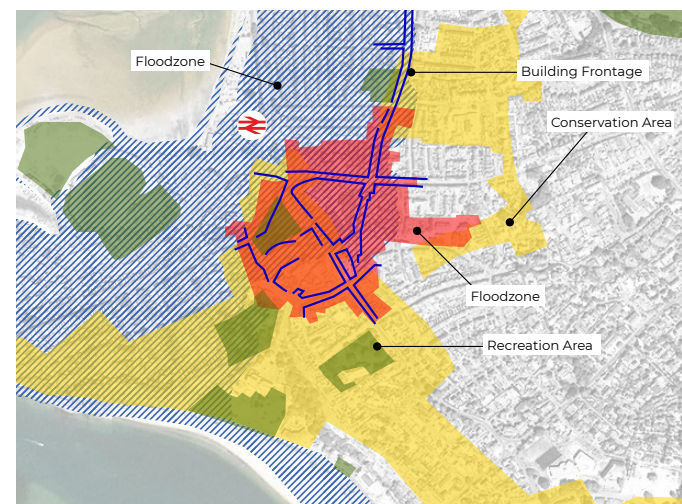 Floodzone
Building Frontage
Conservation Area
Floodzone
Recreation Area